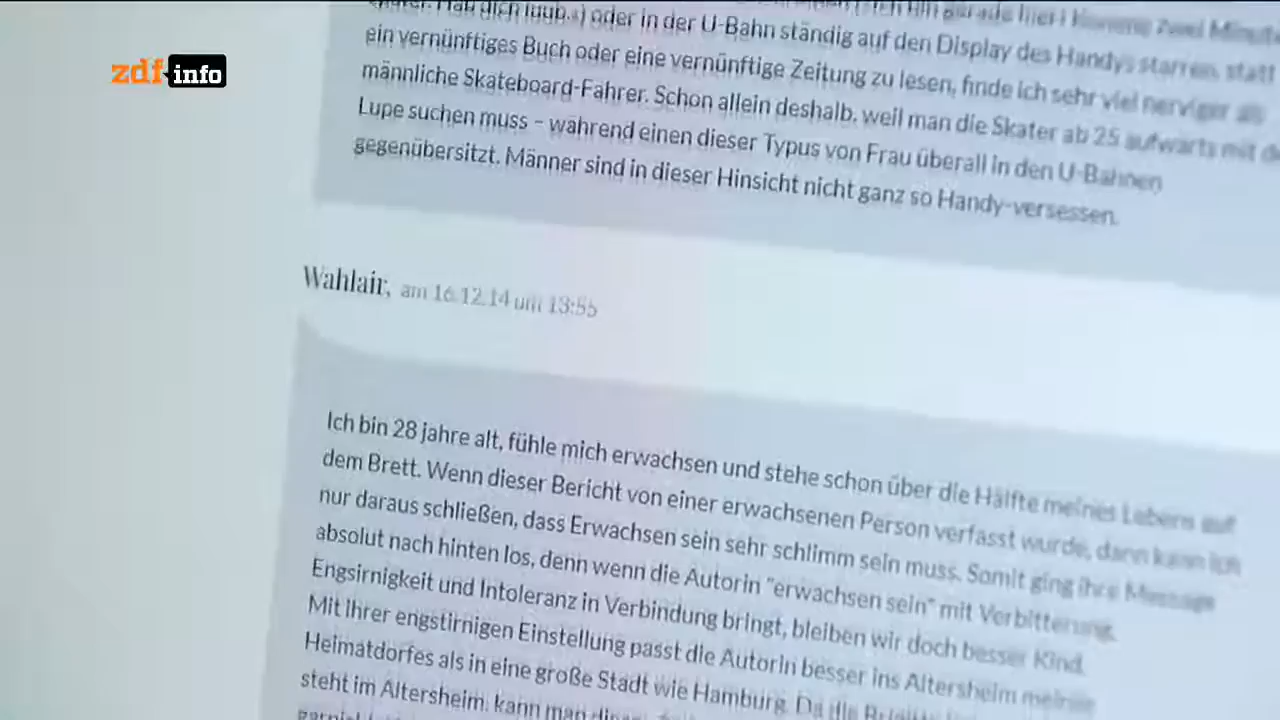 zdf info
oder in der U-Bahn ständig auf den Display des Handys starren, statt
ein vernünftiges Buch oder eine vernünftige Zeitung zu lesen, finde ich sehr viel nerviger als
männliche Skateboard-Fahrer. Schon allein deshalb, weil man die Skater ab 25 aufwärts mit
Lupe suchen muss – während einen dieser Typus von Frau überall in den U-Bahnen
gegenübersitzt. Männer sind in dieser Hinsicht nicht ganz so Handy-versessen.
Wahlair, am 16.12.14 um 13:55
Ich bin 28 jahre alt, fühle mich erwachsen und stehe schon über die Hälfte meines Lebens auf
dem Brett. Wenn dieser Bericht von einer erwachsenen Person verfasst wurde, dann kann ich
nur daraus schließen, dass Erwachsen sein sehr schlimm sein muss. Somit ging ihre Message
absolut nach hinten los, denn wenn die Autorin "erwachsen sein" mit Verbitterung,
Engsirnigkeit und Intoleranz in Verbindung bringt, bleiben wir doch besser Kind.
Mit ihrer engstirnigen Einstellung passt die Autorin besser ins Altersheim meines
Heimatdorfes als in eine große Stadt wie Hamburg. Da die
steht im Altersheim, kann man